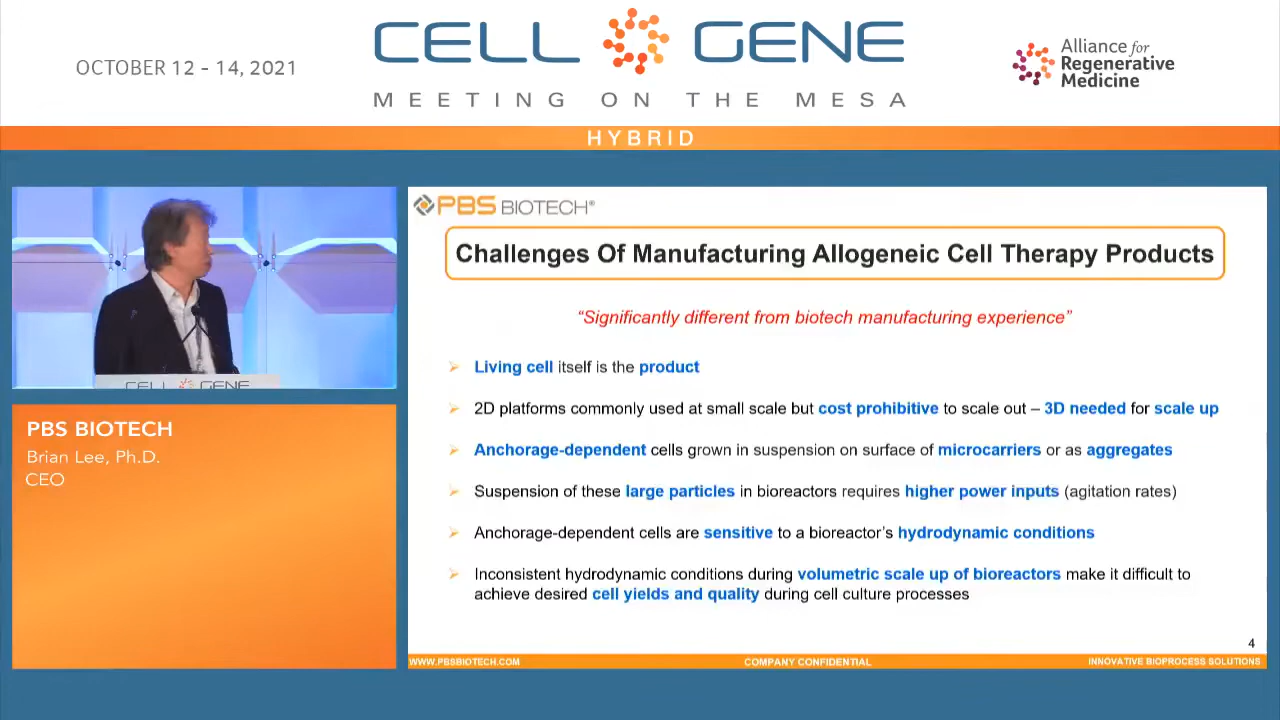 OCTOBER 12 - 14, 2021
CELL GENE
MEETING ON THE MESA
Alliance for
Regenerative
Medicine
HYBRID
CELL GENE
PBS BIOTECH
Brian Lee, Ph.D.
CEO
PBS BIOTECH®
Challenges Of Manufacturing Allogeneic Cell Therapy Products
“Significantly different from biotech manufacturing experience”
Living cell itself is the product
2D platforms commonly used at small scale but cost prohibitive to scale out – 3D needed for scale up
Anchorage-dependent cells grown in suspension on surface of microcarriers or as aggregates
Suspension of these large particles in bioreactors requires higher power inputs (agitation rates)
Anchorage-dependent cells are sensitive to a bioreactor’s hydrodynamic conditions
Inconsistent hydrodynamic conditions during volumetric scale up of bioreactors make it difficult to
achieve desired cell yields and quality during cell culture processes
4
WWW.PBSBIOTECH.COM
COMPANY CONFIDENTIAL
INNOVATIVE BIOPROCESS SOLUTIONS